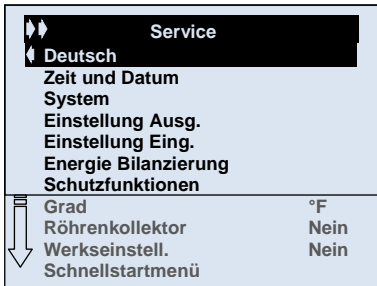 Service
Deutsch
Zeit und Datum
System
Einstellung Ausg.
Einstellung Eing.
Energie Bilanzierung
Schutzfunktionen
Grad °F
Röhrenkollektor Nein
Werkseinstell. Nein
Schnellstartmenü